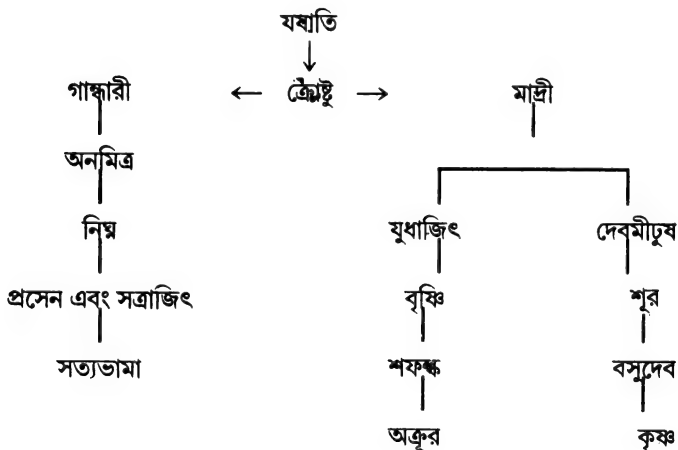 যযাতি
গান্ধারী ← ক্রৌষ্টু → মাদ্রী
অনমিত্র
নিঘ্ন যুধাজিৎ দেবমীঢুষ
প্রসেন এবং সত্রাজিৎ বৃষ্ণি শূর
সত্যভামা শফল্ক বসুদেব
অক্রূর কৃষ্ণ